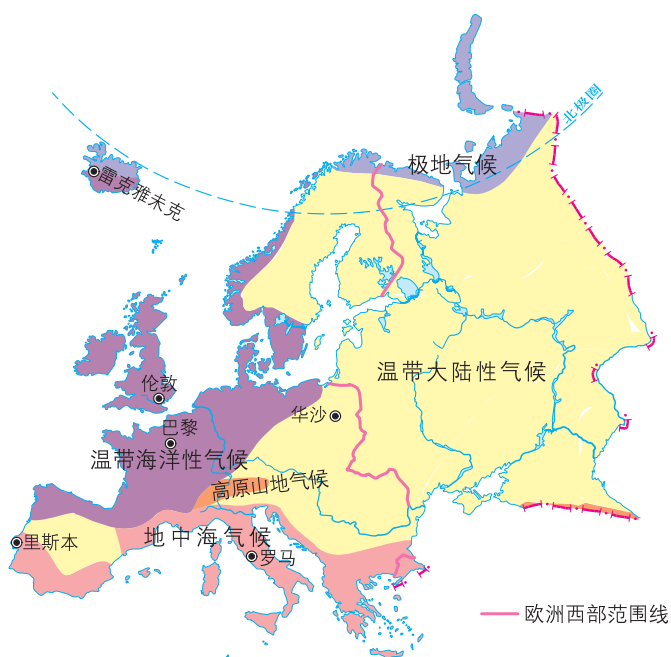 北极圈
极地气候
雷克雅未克
温带大陆性气候
伦敦
华沙
巴黎
温带海洋性气候
高原山地气候
地中海气候
里斯本
罗马
欧洲西部范围线